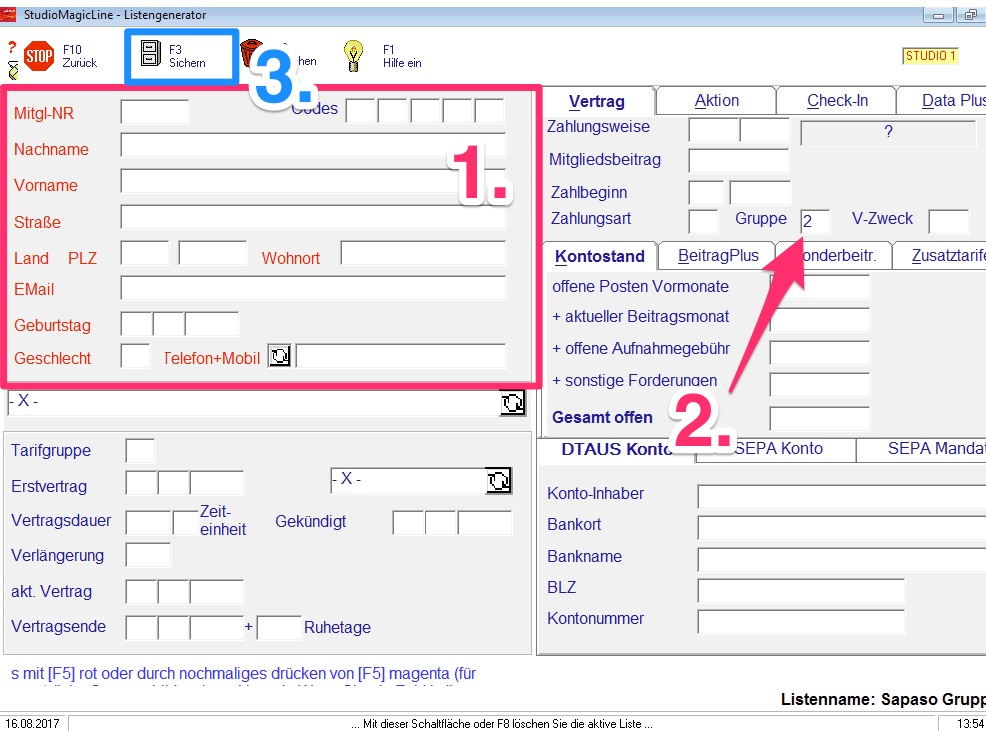 StudioMagicLine - Listengenerator
?
STOP
F10
Zurück
F3
Sichern
3.
hen
F1
Hilfe ein
STUDIO 1
Mitgl-NR
Codes
Nachname
1.
Vorname
Straße
Land PLZ Wohnort
EMail
Geburtstag
Geschlecht Telefon+Mobil
- X -
Tarifgruppe
Erstvertrag
- X -
Vertragsdauer Zeit-
einheit Gekündigt
Verlängerung
akt. Vertrag
Vertragsende + Ruhetage
s mit [F5] rot oder durch nochmaliges drücken von [F5] magenta (für
Vertrag Aktion Check-In Data Plus
Zahlungsweise ?
Mitgliedsbeitrag
Zahlbeginn
Zahlungsart Gruppe 2 V-Zweck
Kontostand BeitragPlus onderbeitr. Zusatztarife
offene Posten Vormonate
+ aktueller Beitragsmonat
+ offene Aufnahmegebühr
+ sonstige Forderungen
2.
Gesamt offen
DTAUS Konto SEPA Konto SEPA Mandat
Konto-Inhaber
Bankort
Bankname
BLZ
Kontonummer
Listenname: Sapaso Grupp
16.08.2017 ... Mit dieser Schaltfläche oder F8 löschen Sie die aktive Liste ... 13:54